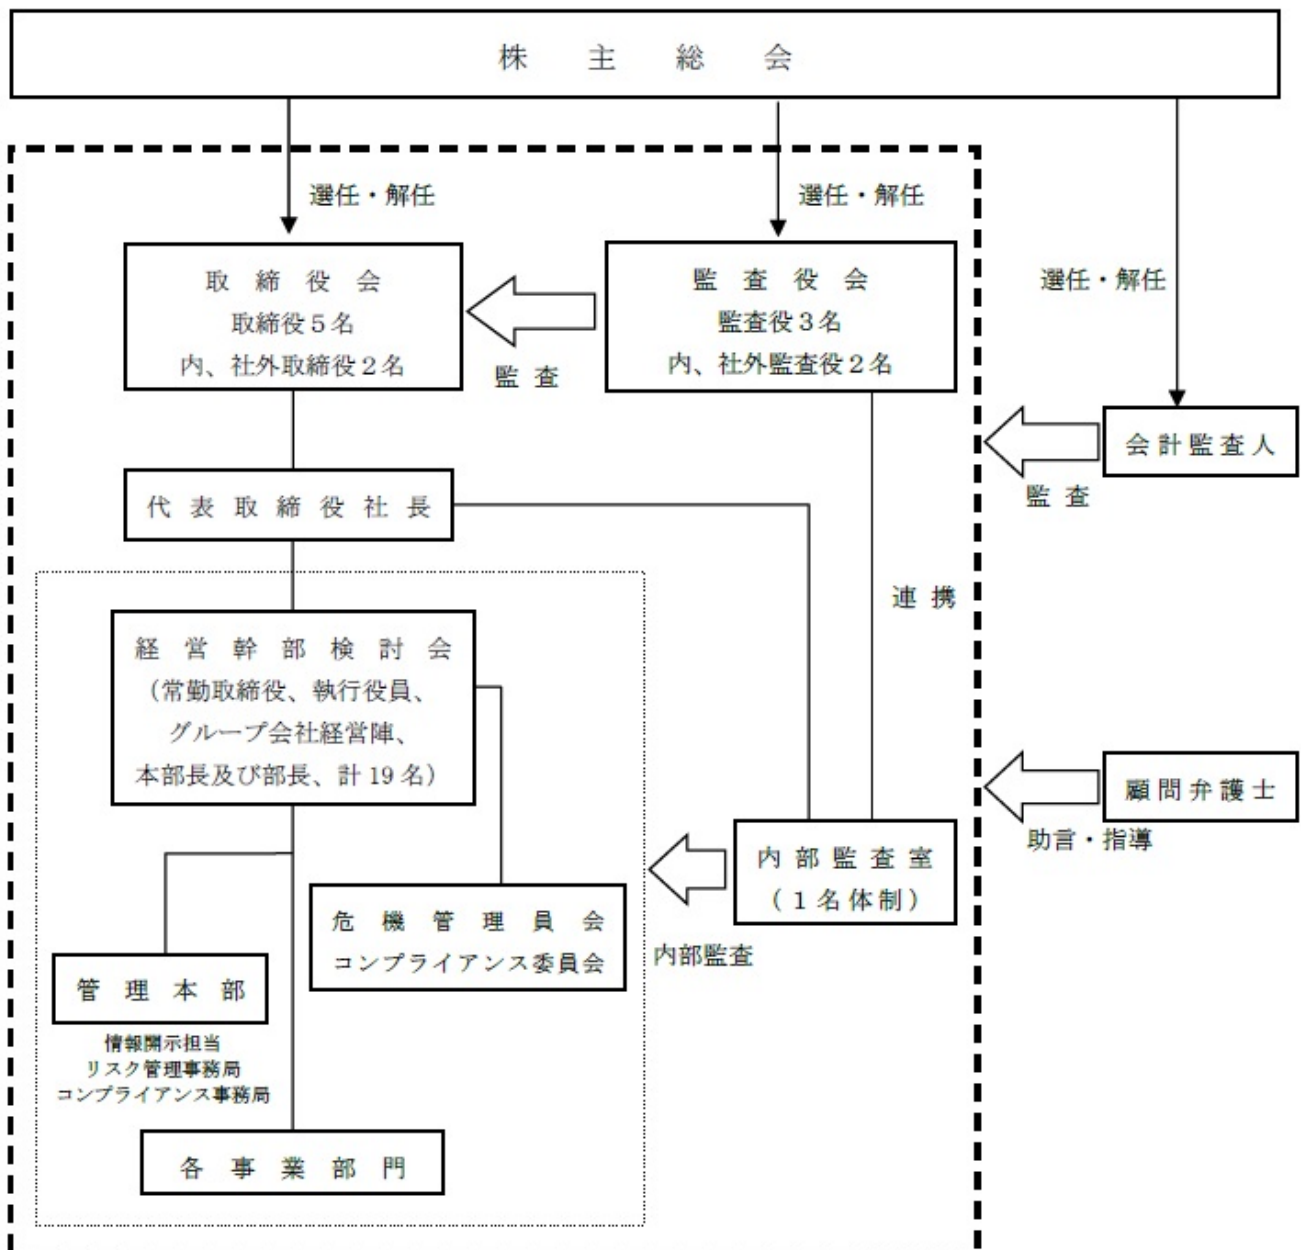 株主総会
選任・解任
選任・解任
選任・解任
取締役会
取締役5名
内、社外取締役2名
監査
監査役会
監査役3名
内、社外監査役2名
会計監査人
監査
代表取締役社長
連携
経営幹部検討会
(常勤取締役、執行役員、
グループ会社経営陣、
本部長及び部長、計19名)
顧問弁護士
助言・指導
内部監査室
(1名体制)
内部監査
危機管理員会
コンプライアンス委員会
管理本部
情報開示担当
リスク管理事務局
コンプライアンス事務局
各事業部門